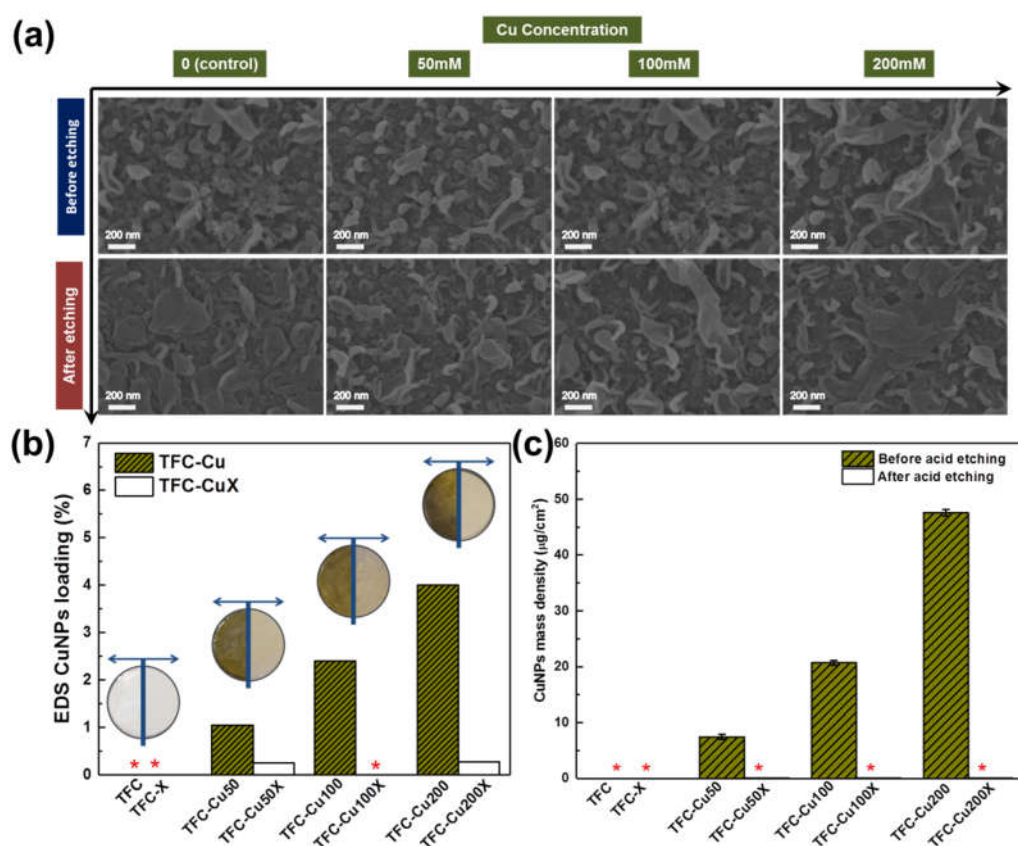 (a)
Cu Concentration
0 (control)
50mM
100mM
200mM
Before etching
200 nm
200 nm
200 nm
200 nm
After etching
200 nm
200 nm
200 nm
200 nm
(b)
EDS CuNPs loading (%)
7
6
5
4
3
2
1
0
TFC-Cu
TFC-CuX
* * *
TFC
TFC-X
TFC-Cu50
TFC-Cu50X
TFC-Cu100
TFC-Cu100X
TFC-Cu200
TFC-Cu200X
(c)
CuNPs mass density (µg/cm²)
60
50
40
30
20
10
0
Before acid etching
After acid etching
* * * * *
TFC
TFC-X
TFC-Cu50
TFC-Cu50X
TFC-Cu100
TFC-Cu100X
TFC-Cu200
TFC-Cu200X